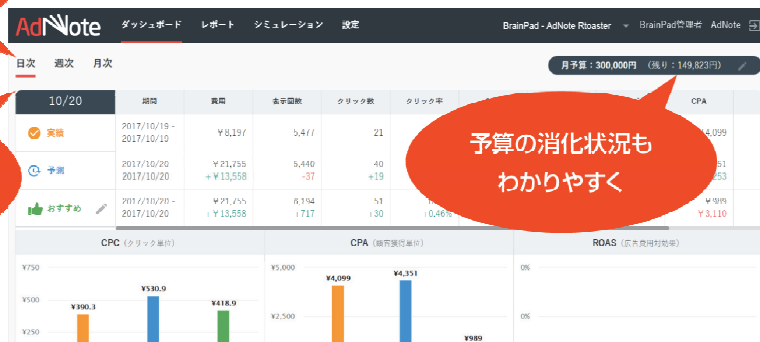 AdNote ダッシュボード レポート シミュレーション 設定 BrainPad - AdNote Rtoaster BrainPad管理者 AdNote
日次 週次 月次 月予算：300,000円 （残り：149,823円）
10/20 期間 費用 表示回数 クリック数 クリック率 CPA
実績 2017/10/19 - 2017/10/19 ¥8,197 5,477 21 4,099
予測 2017/10/20 2017/10/20 ¥21,755 +¥13,558 5,440 -37 40 +19
おすすめ 2017/10/20 - 2017/10/20 ¥21,755 ¥13,558 6,194 +717 51 +30 0.46% ¥989 ¥3,110
予算の消化状況も
わかりやすく
CPC（クリック単位） CPA（顧客獲得単位） ROAS（広告費用対効果）
¥750 ¥500 ¥250 ¥390.3 ¥530.9 ¥418.9
¥5,000 ¥2,500 ¥4,099 ¥4,351 ¥989
0% 0%